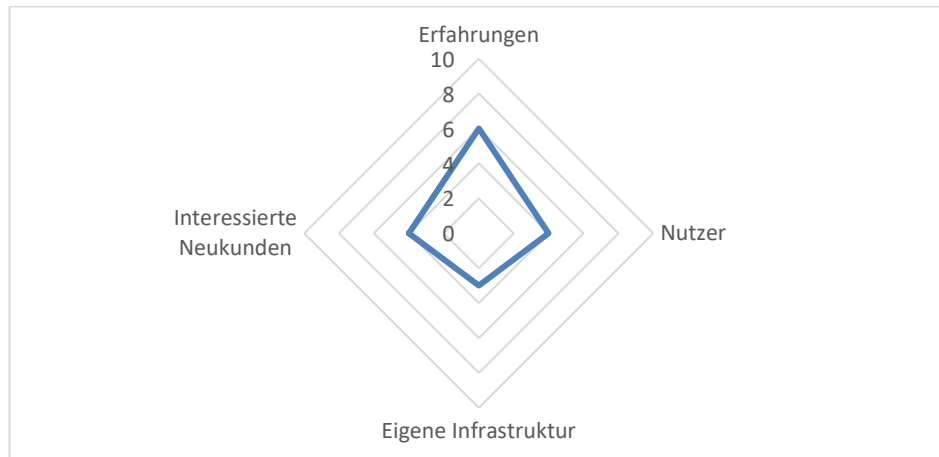 Erfahrungen
10
8
6
4
2
0
Interessierte
Neukunden
Nutzer
Eigene Infrastruktur